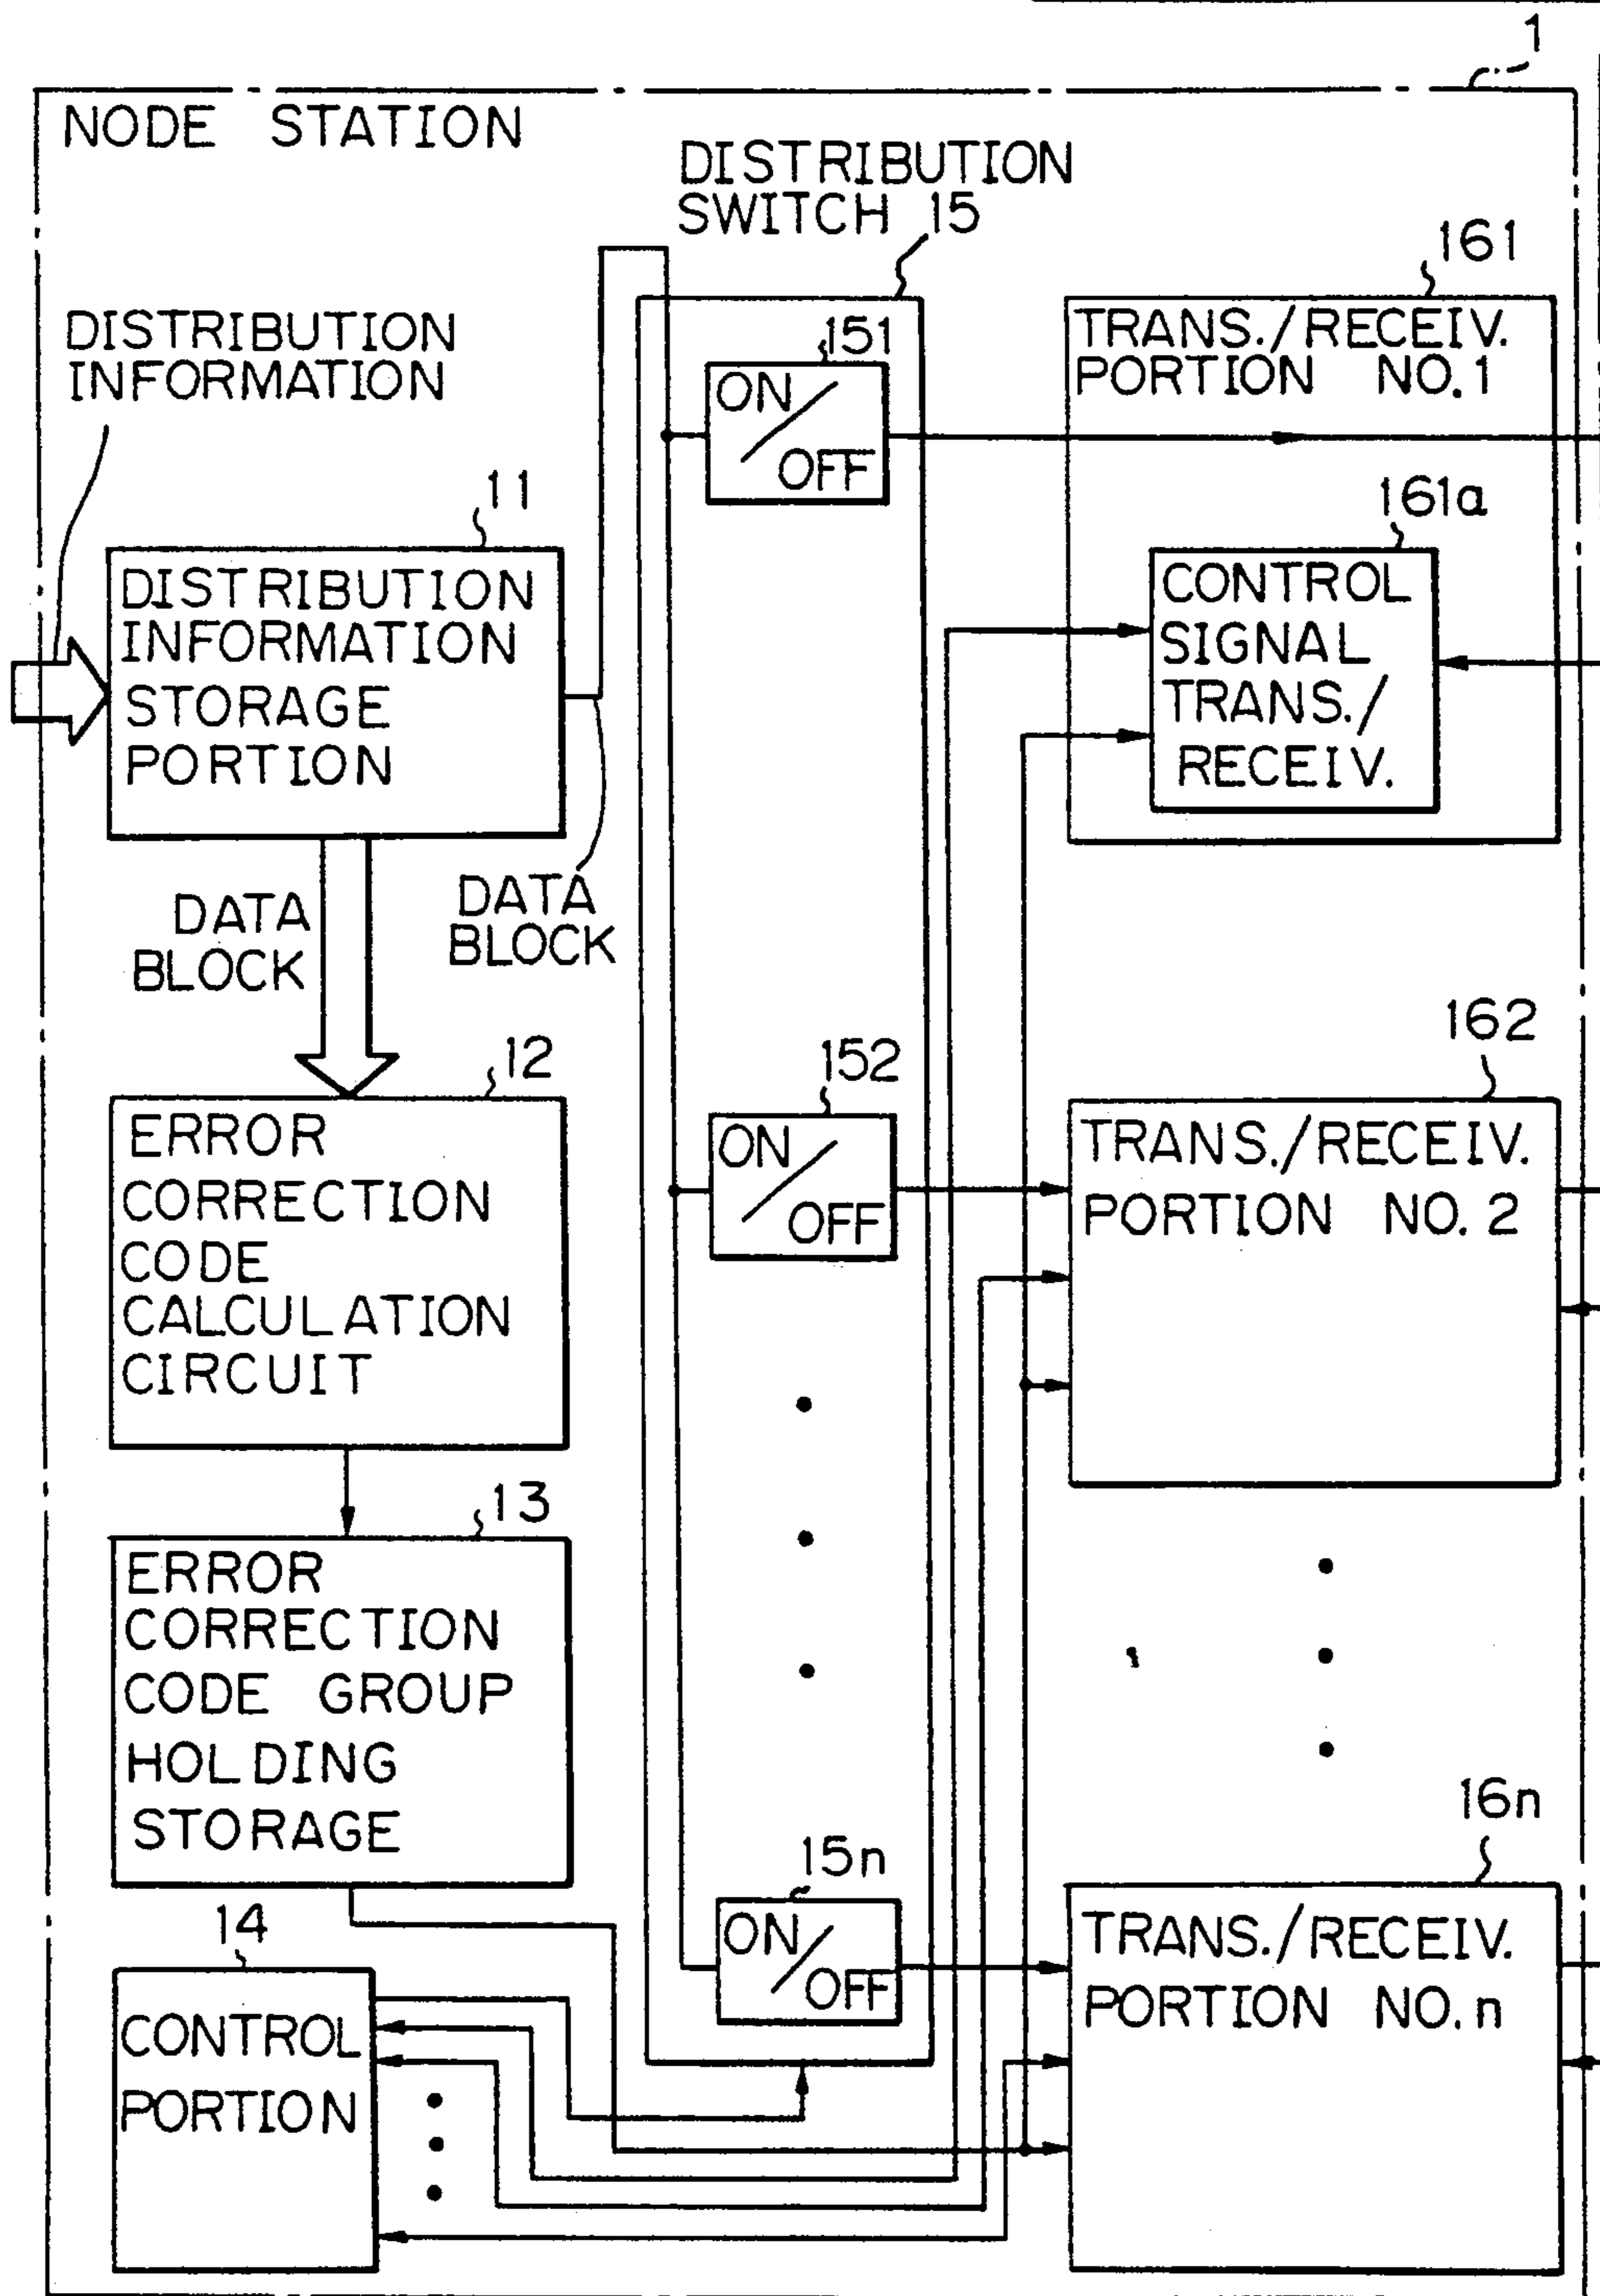 1
NODE STATION
DISTRIBUTION
SWITCH 15
161
DISTRIBUTION
INFORMATION
151
TRANS./RECEIV.
PORTION NO.1
ON/OFF
11
161a
DISTRIBUTION
INFORMATION
STORAGE
PORTION
CONTROL
SIGNAL
TRANS./
RECEIV.
DATA
BLOCK
DATA
BLOCK
162
12
152
ERROR
CORRECTION
CODE
CALCULATION
CIRCUIT
ON/OFF
TRANS./RECEIV.
PORTION NO.2
13
ERROR
CORRECTION
CODE GROUP
HOLDING
STORAGE
16n
15n
14
ON/OFF
TRANS./RECEIV.
PORTION NO.n
CONTROL
PORTION